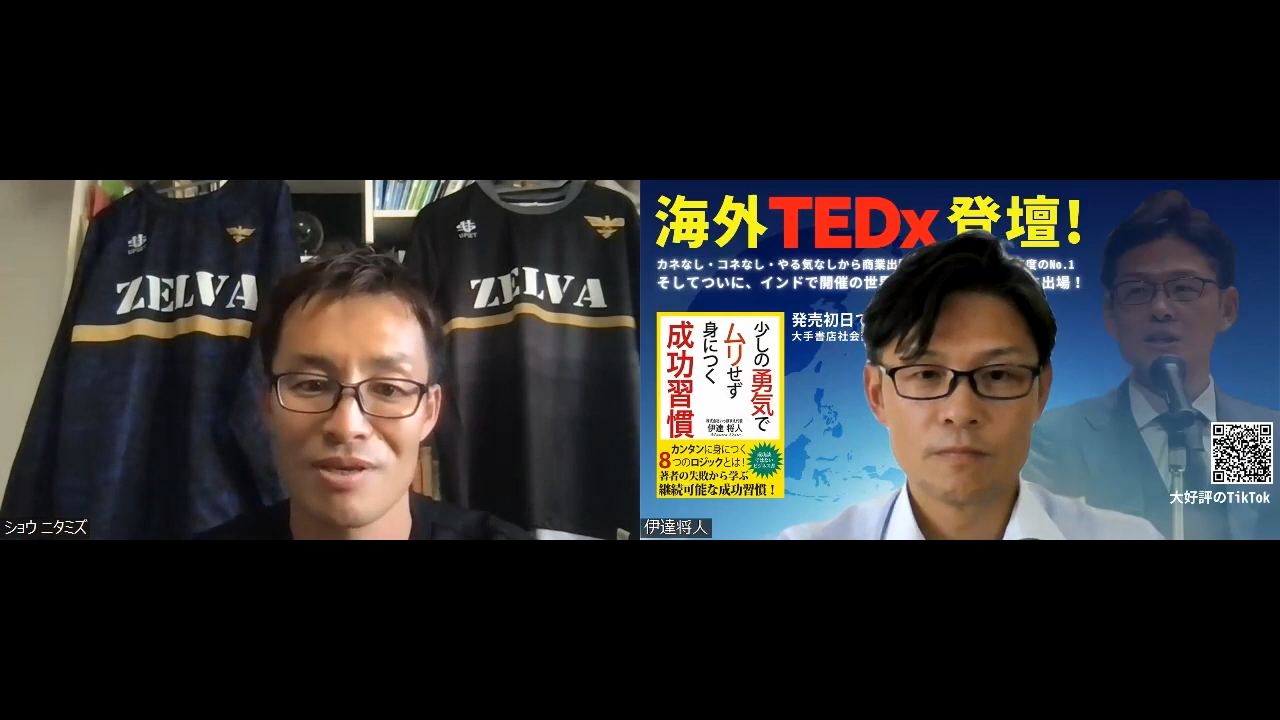 ZELVA
ZELVA
ショウ ニタミズ
海外TEDx登壇!
カネなし・コネなし・やる気なしから商業出
度のNo.1
そしてついに、インドで開催の世界
出場！
発売初日で
大手書店社会
少しの勇気で
ムリせず
身につく
成功習慣
伊達 将人
カンタンに身につく
8つのロジックとは！
著者の失敗から学ぶ
継続可能な成功習慣！
大好評のTikTok
伊達将人